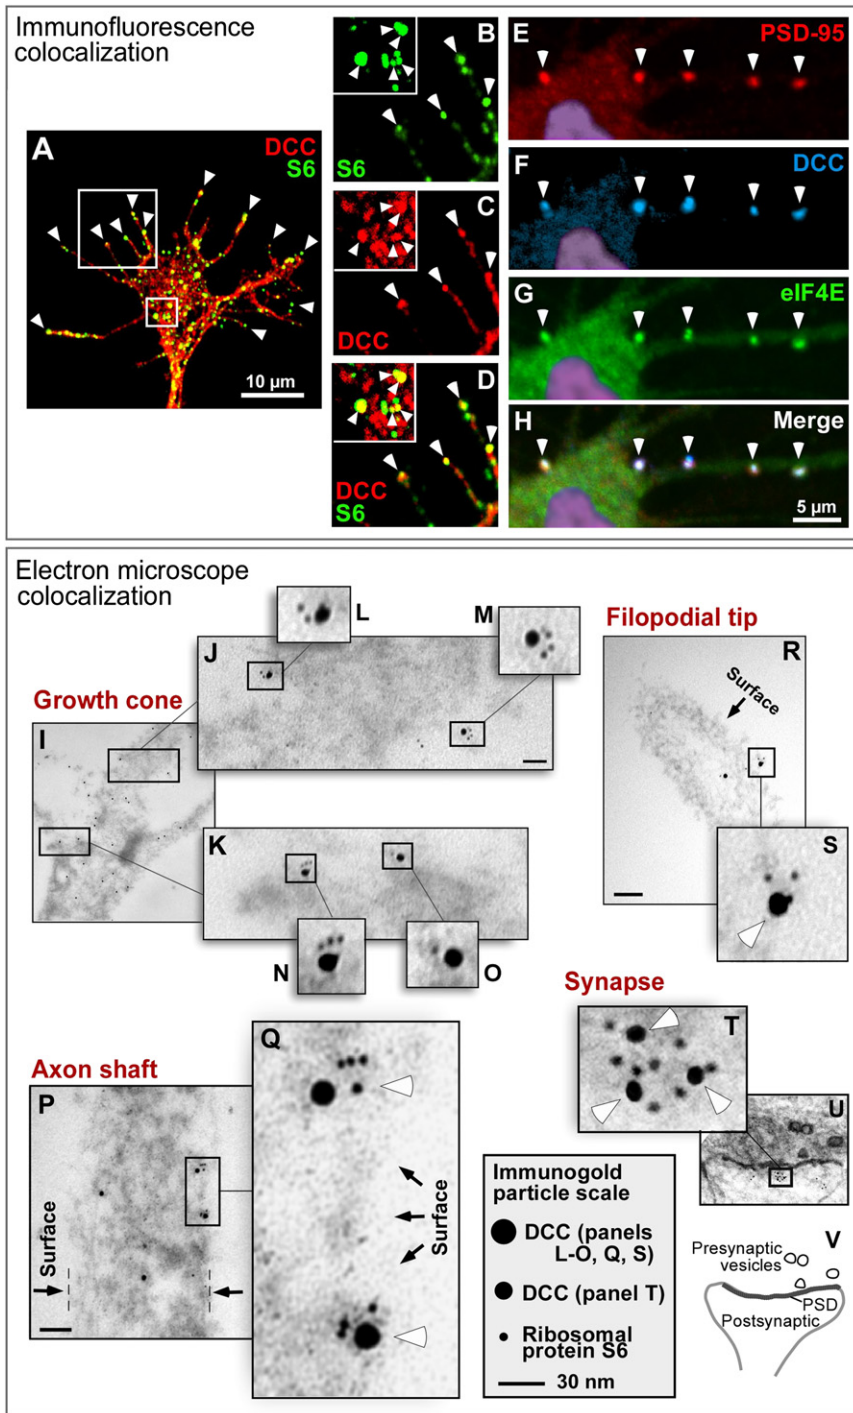 Immunofluorescence
colocalization
A
DCC
S6
10 µm
B
S6
C
DCC
D
DCC
S6
E
PSD-95
F
DCC
G
eIF4E
H
Merge
5 µm
Electron microscope
colocalization
Growth cone
I
J
L
M
K
N
O
Filopodial tip
R
Surface
S
Axon shaft
P
Surface
Q
Surface
Synapse
T
U
Immunogold
particle scale
DCC (panels
L-O, Q, S)
DCC (panel T)
Ribosomal
protein S6
30 nm
V
Presynaptic
vesicles
PSD
Postsynaptic